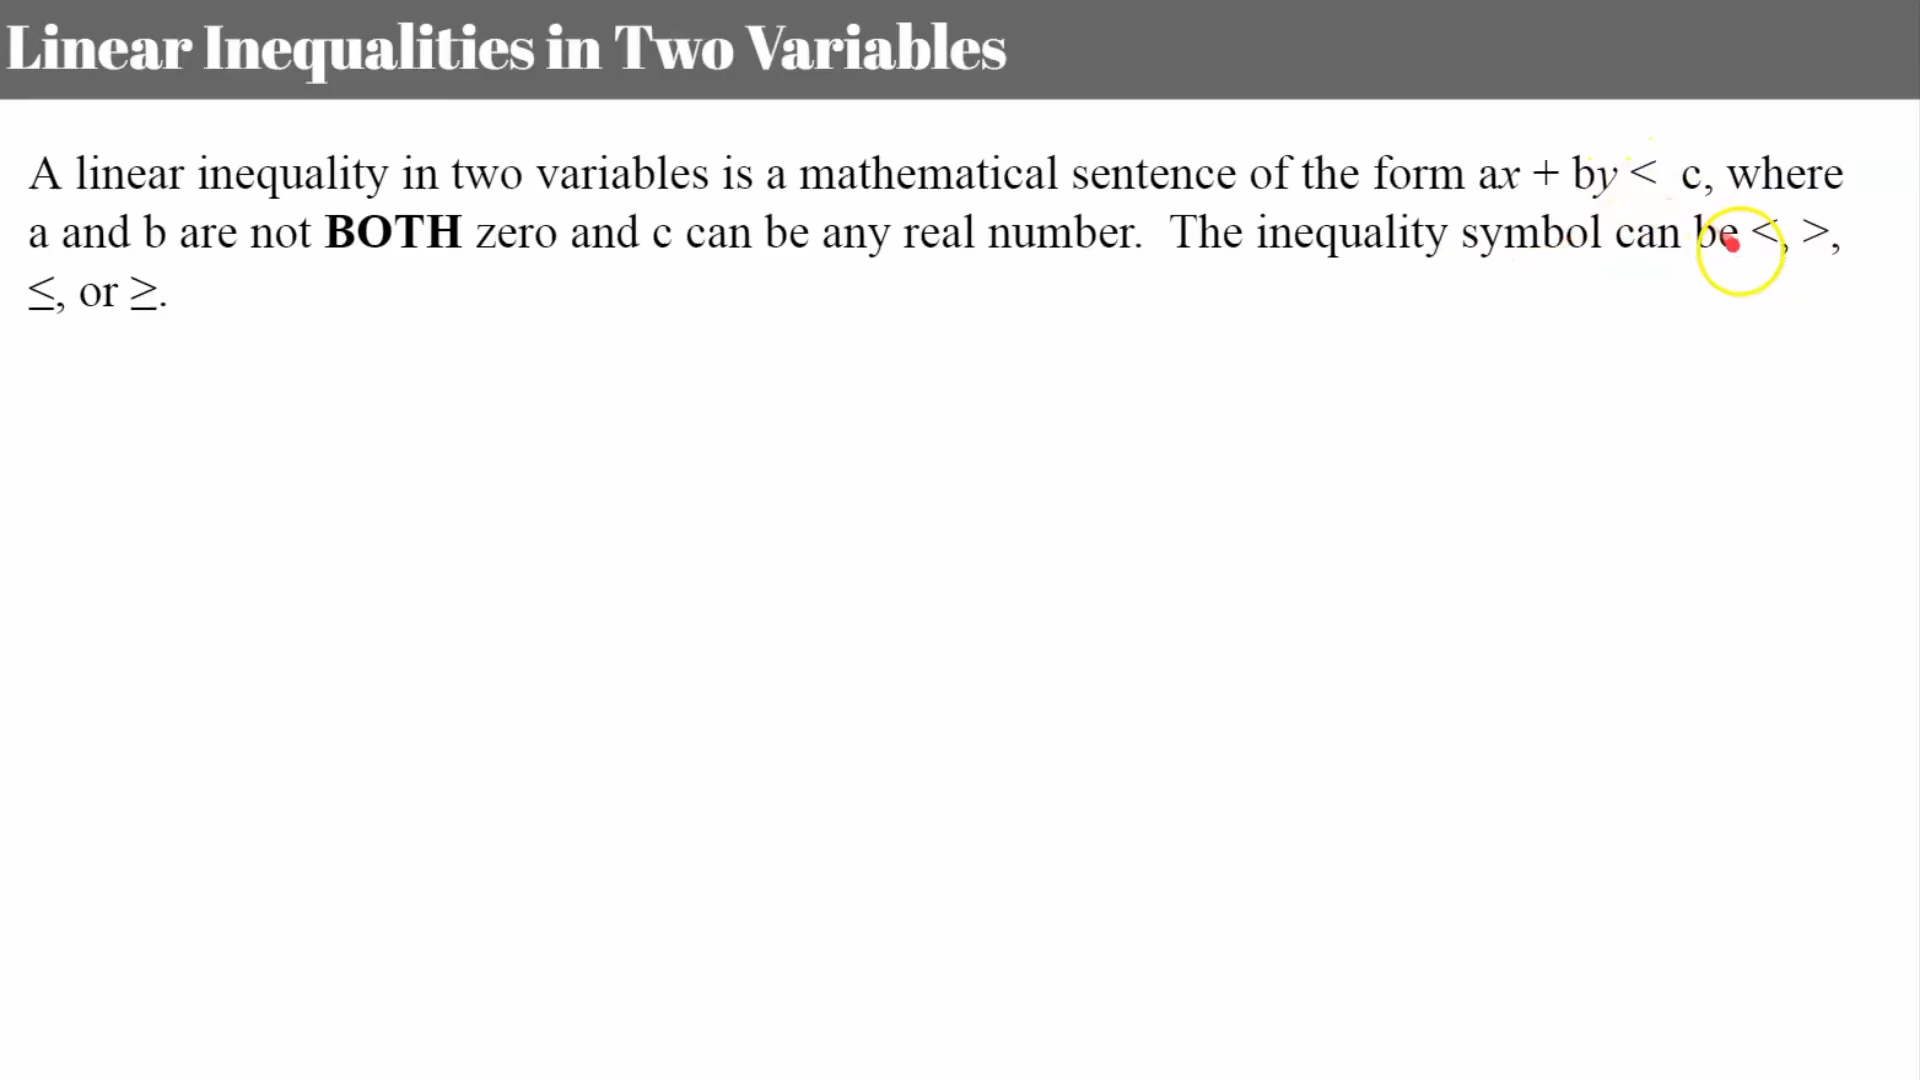 Linear Inequalities in Two Variables
A linear inequality in two variables is a mathematical sentence of the form ax + by < c, where
a and b are not BOTH zero and c can be any real number. The inequality symbol can be <, >,
≤, or ≥.